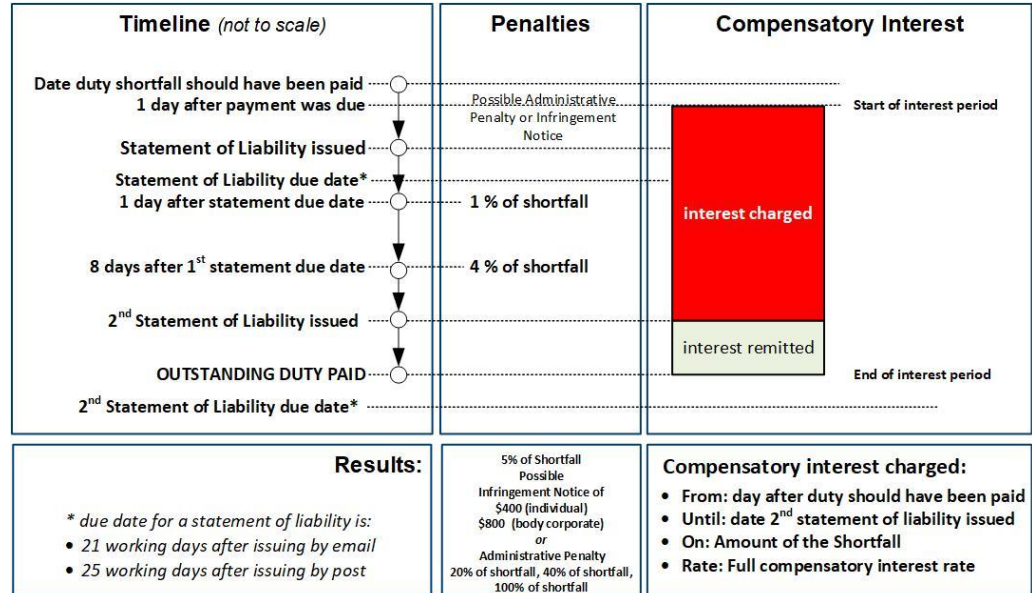 Timeline (not to scale)
Date duty shortfall should have been paid
1 day after payment was due
Statement of Liability issued
Statement of Liability due date*
1 day after statement due date
8 days after 1st statement due date
2nd Statement of Liability issued
OUTSTANDING DUTY PAID
2nd Statement of Liability due date*
Penalties
Possible Administrative
Penalty or Infringement
Notice
1 % of shortfall
4 % of shortfall
Compensatory Interest
Start of interest period
interest charged
interest remitted
End of interest period
Results:
* due date for a statement of liability is:
• 21 working days after issuing by email
• 25 working days after issuing by post
5% of Shortfall
Possible
Infringement Notice of
$400 (individual)
$800 (body corporate)
or
Administrative Penalty
20% of shortfall, 40% of shortfall,
100% of shortfall
Compensatory interest charged:
• From: day after duty should have been paid
• Until: date 2nd statement of liability issued
• On: Amount of the Shortfall
• Rate: Full compensatory interest rate